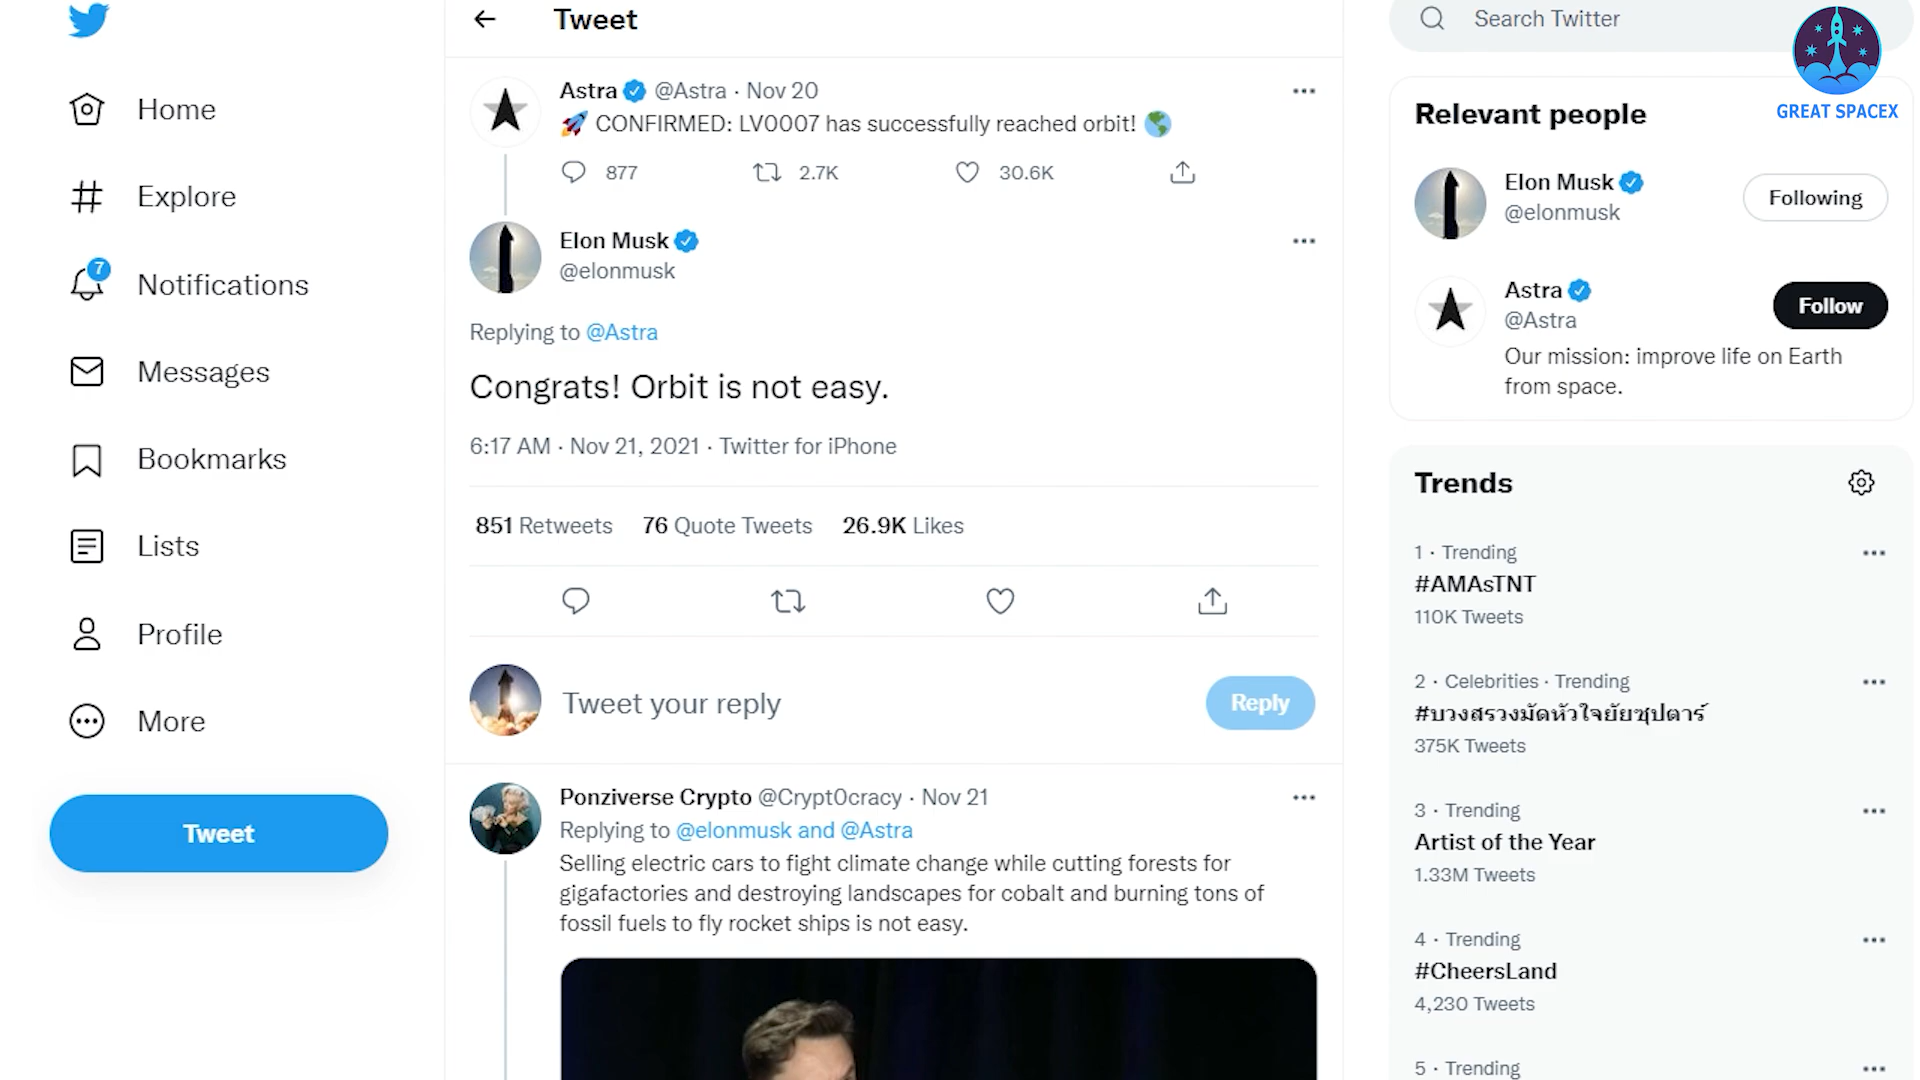 Home
Explore
7
Notifications
Messages
Bookmarks
Lists
Profile
More
Tweet
Tweet
Astra @Astra · Nov 20
🚀 CONFIRMED: LV0007 has successfully reached orbit! 🌎
877 2.7K 30.6K
Elon Musk
@elonmusk
Replying to @Astra
Congrats! Orbit is not easy.
6:17 AM · Nov 21, 2021 · Twitter for iPhone
851 Retweets 76 Quote Tweets 26.9K Likes
Tweet your reply
Reply
Ponziverse Crypto @Crypt0cracy · Nov 21
Replying to @elonmusk and @Astra
Selling electric cars to fight climate change while cutting forests for
gigafactories and destroying landscapes for cobalt and burning tons of
fossil fuels to fly rocket ships is not easy.
Search Twitter
GREAT SPACEX
Relevant people
Elon Musk
@elonmusk
Following
Astra
@Astra
Follow
Our mission: improve life on Earth
from space.
Trends
1 · Trending
#AMAsTNT
110K Tweets
2 · Celebrities · Trending
#บวงสรวงมัดหัวใจยัยซุปตาร์
375K Tweets
3 · Trending
Artist of the Year
1.33M Tweets
4 · Trending
#CheersLand
4,230 Tweets
5 · Trending